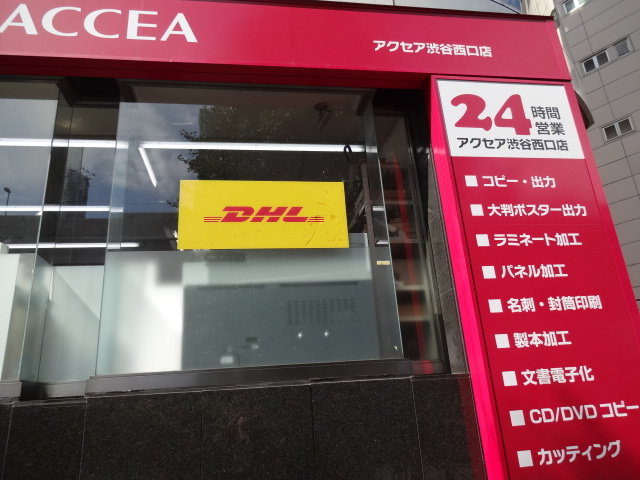 ACCEA
アクセア渋谷西口店
DHL
24時間営業
アクセア渋谷西口店
■コピー・出力
■大判ポスター出力
■ラミネート加工
■パネル加工
■名刺・封筒印刷
■製本加工
■文書電子化
■CD/DVDコピー
■カッティング